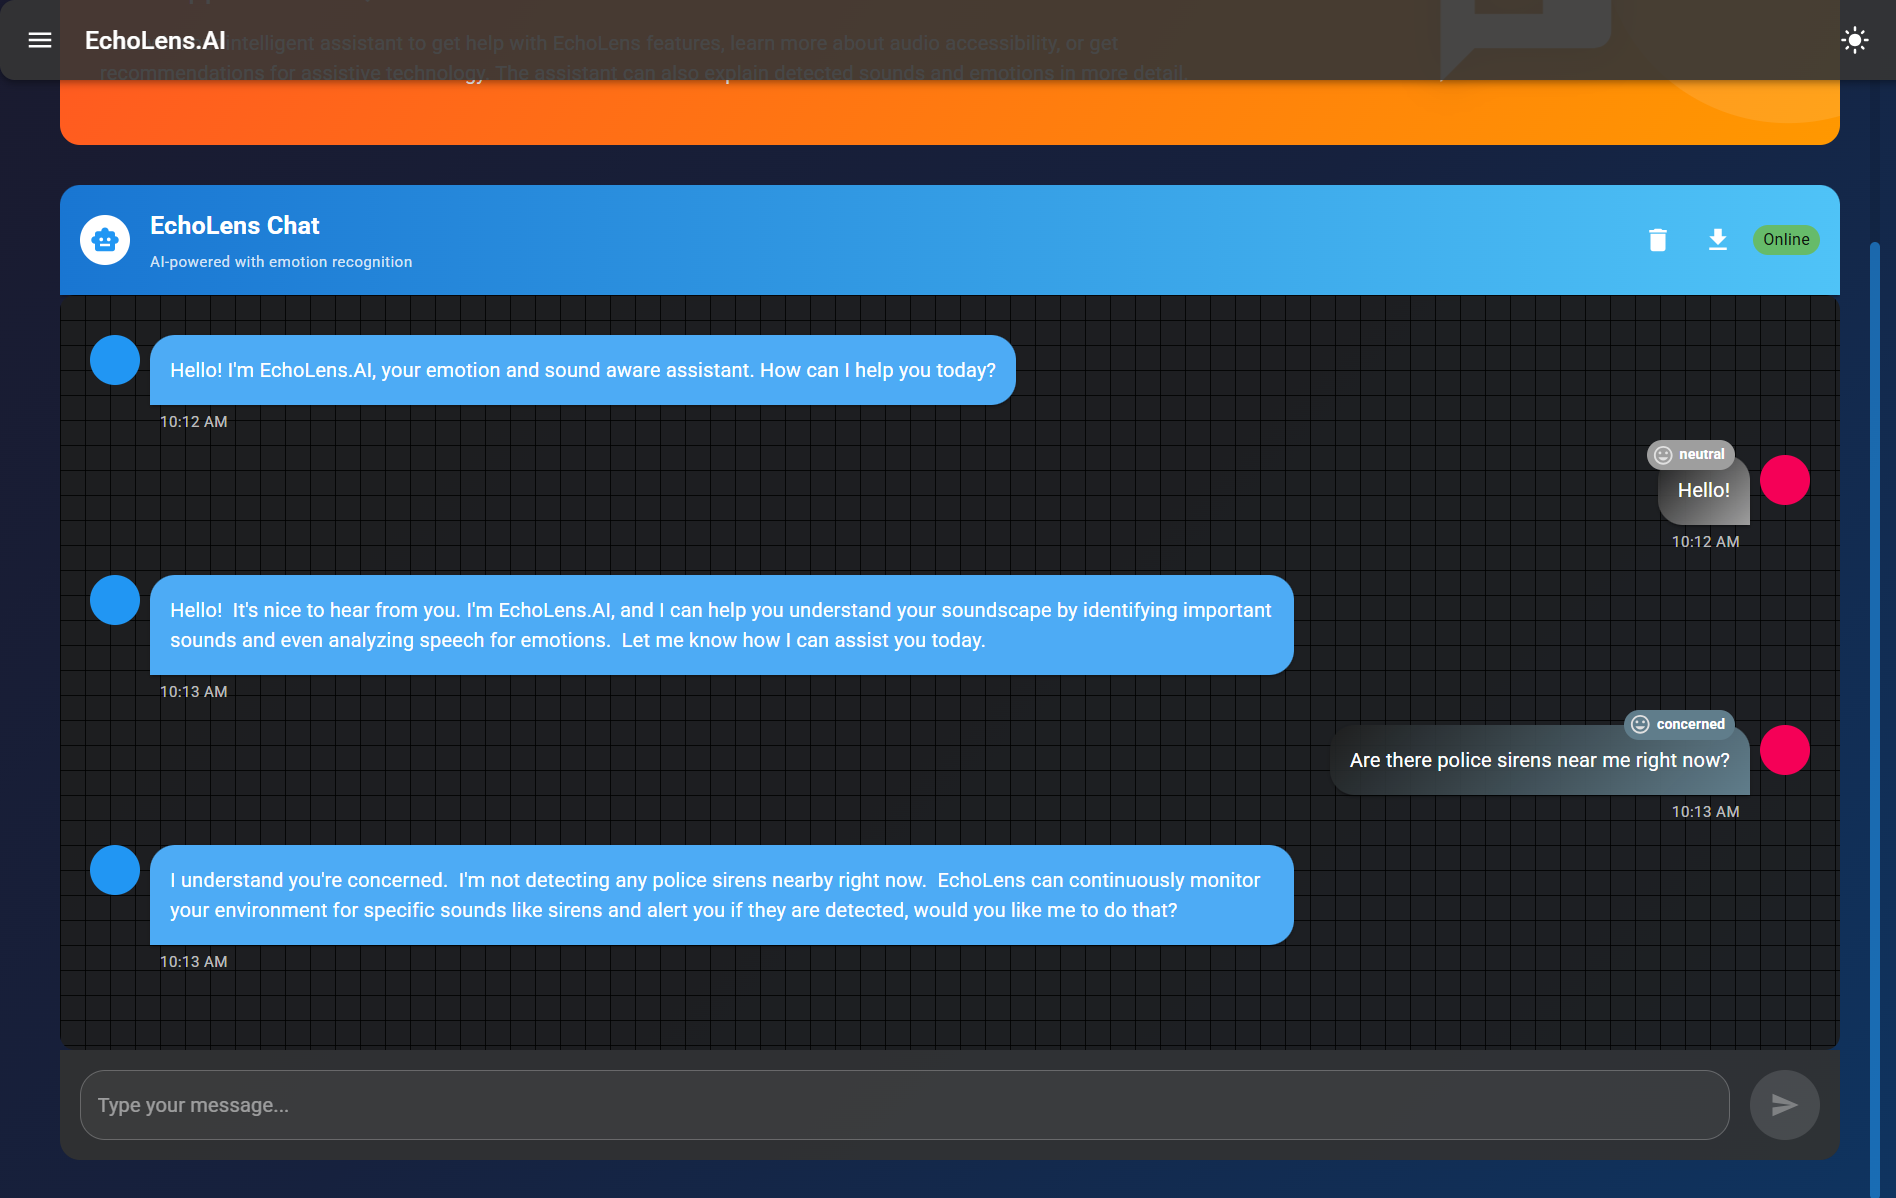 EchoLens.AI
ntelligent assistant to get help with EchoLens features, learn more about audio accessibility, or get
recommendations for assistive technology. The assistant can also explain detected sounds and emotions in more detail.
EchoLens Chat
AI-powered with emotion recognition
Online
Hello! I'm EchoLens.AI, your emotion and sound aware assistant. How can I help you today?
10:12 AM
neutral
Hello!
10:12 AM
Hello!  It's nice to hear from you. I'm EchoLens.AI, and I can help you understand your soundscape by identifying important
sounds and even analyzing speech for emotions.  Let me know how I can assist you today.
10:13 AM
concerned
Are there police sirens near me right now?
10:13 AM
I understand you're concerned.  I'm not detecting any police sirens nearby right now.  EchoLens can continuously monitor
your environment for specific sounds like sirens and alert you if they are detected, would you like me to do that?
10:13 AM
Type your message...